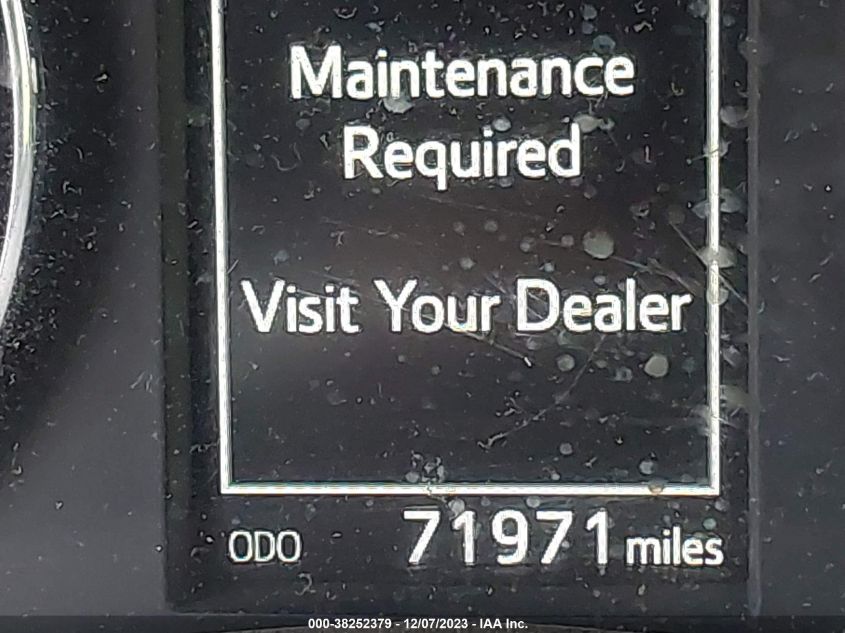 Maintenance
Required
Visit Your Dealer
ODO 71971 miles
000-38252379 - 12/07/2023 - IAA Inc.